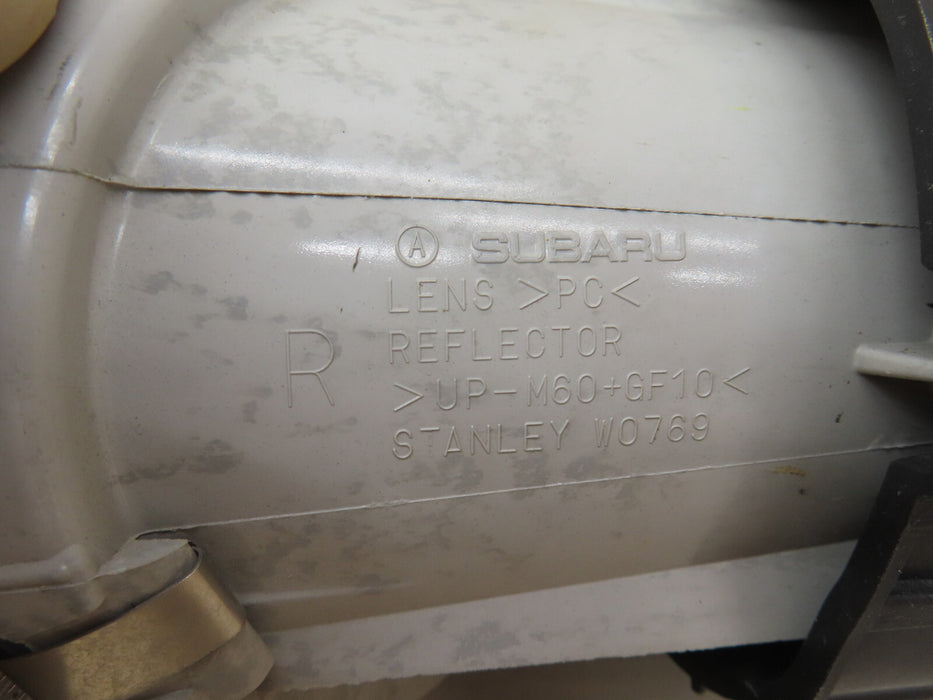 Ⓐ SUBARU
LENS >PC<
R
REFLECTOR
>UP-M60+GF10<
STANLEY W0769